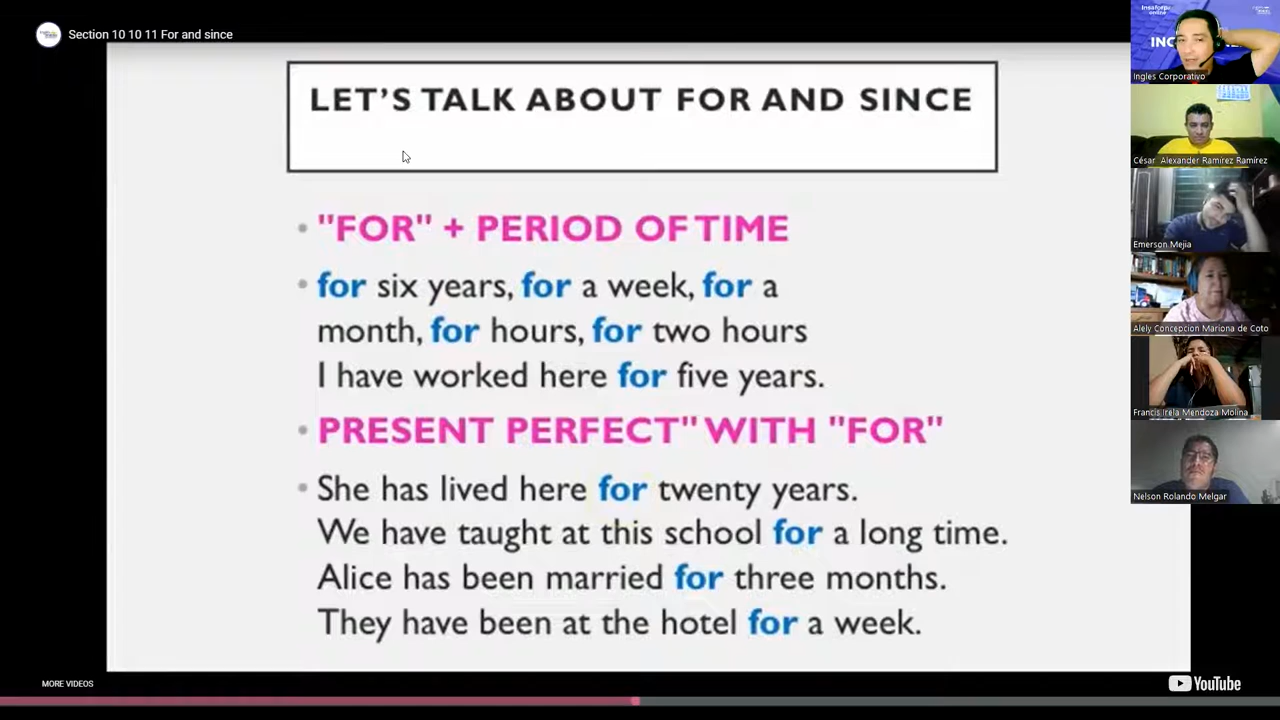 Section 10 10 11 For and since
LET'S TALK ABOUT FOR AND SINCE
• "FOR" + PERIOD OF TIME
• for six years, for a week, for a
month, for hours, for two hours
I have worked here for five years.
• PRESENT PERFECT" WITH "FOR"
• She has lived here for twenty years.
We have taught at this school for a long time.
Alice has been married for three months.
They have been at the hotel for a week.
MORE VIDEOS
YouTube
Ingles Corporativo
César Alexander Ramírez Ramírez
Emerson Mejia
Alely Concepcion Mariona de Coto
Francis Irela Mendoza Molina
Nelson Rolando Melgar